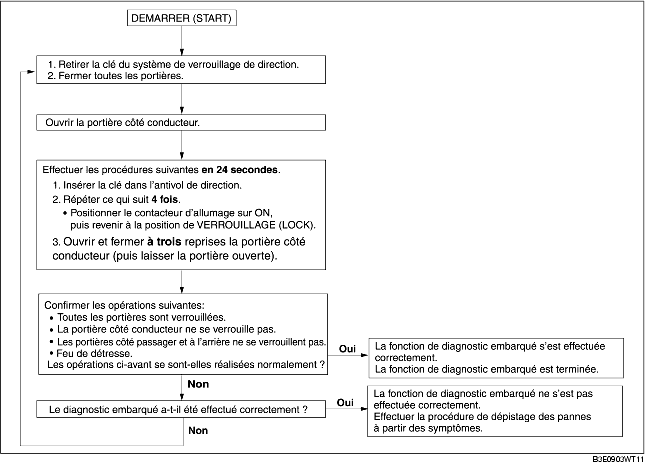 DEMARRER (START)
1. Retirer la clé du système de verrouillage de direction.
2. Fermer toutes les portières.
Ouvrir la portière côté conducteur.
Effectuer les procédures suivantes en 24 secondes.
1. Insérer la clé dans l'antivol de direction.
2. Répéter ce qui suit 4 fois.
• Positionner le contacteur d'allumage sur ON,
puis revenir à la position de VERROUILLAGE (LOCK).
3. Ouvrir et fermer à trois reprises la portière côté
conducteur (puis laisser la portière ouverte).
Confirmer les opérations suivantes:
• Toutes les portières sont verrouillées.
• La portière côté conducteur ne se verrouille pas.
• Les portières côté passager et à l'arrière ne se verrouillent pas.
• Feu de détresse.
Les opérations ci-avant se sont-elles réalisées normalement ?
Oui
La fonction de diagnostic embarqué s'est effectuée
correctement.
La fonction de diagnostic embarqué est terminée.
Non
Le diagnostic embarqué a-t-il été effectué correctement ?
Oui
La fonction de diagnostic embarqué ne s'est pas
effectuée correctement.
Effectuer la procédure de dépistage des pannes
à partir des symptômes.
Non
B3E0903WT11